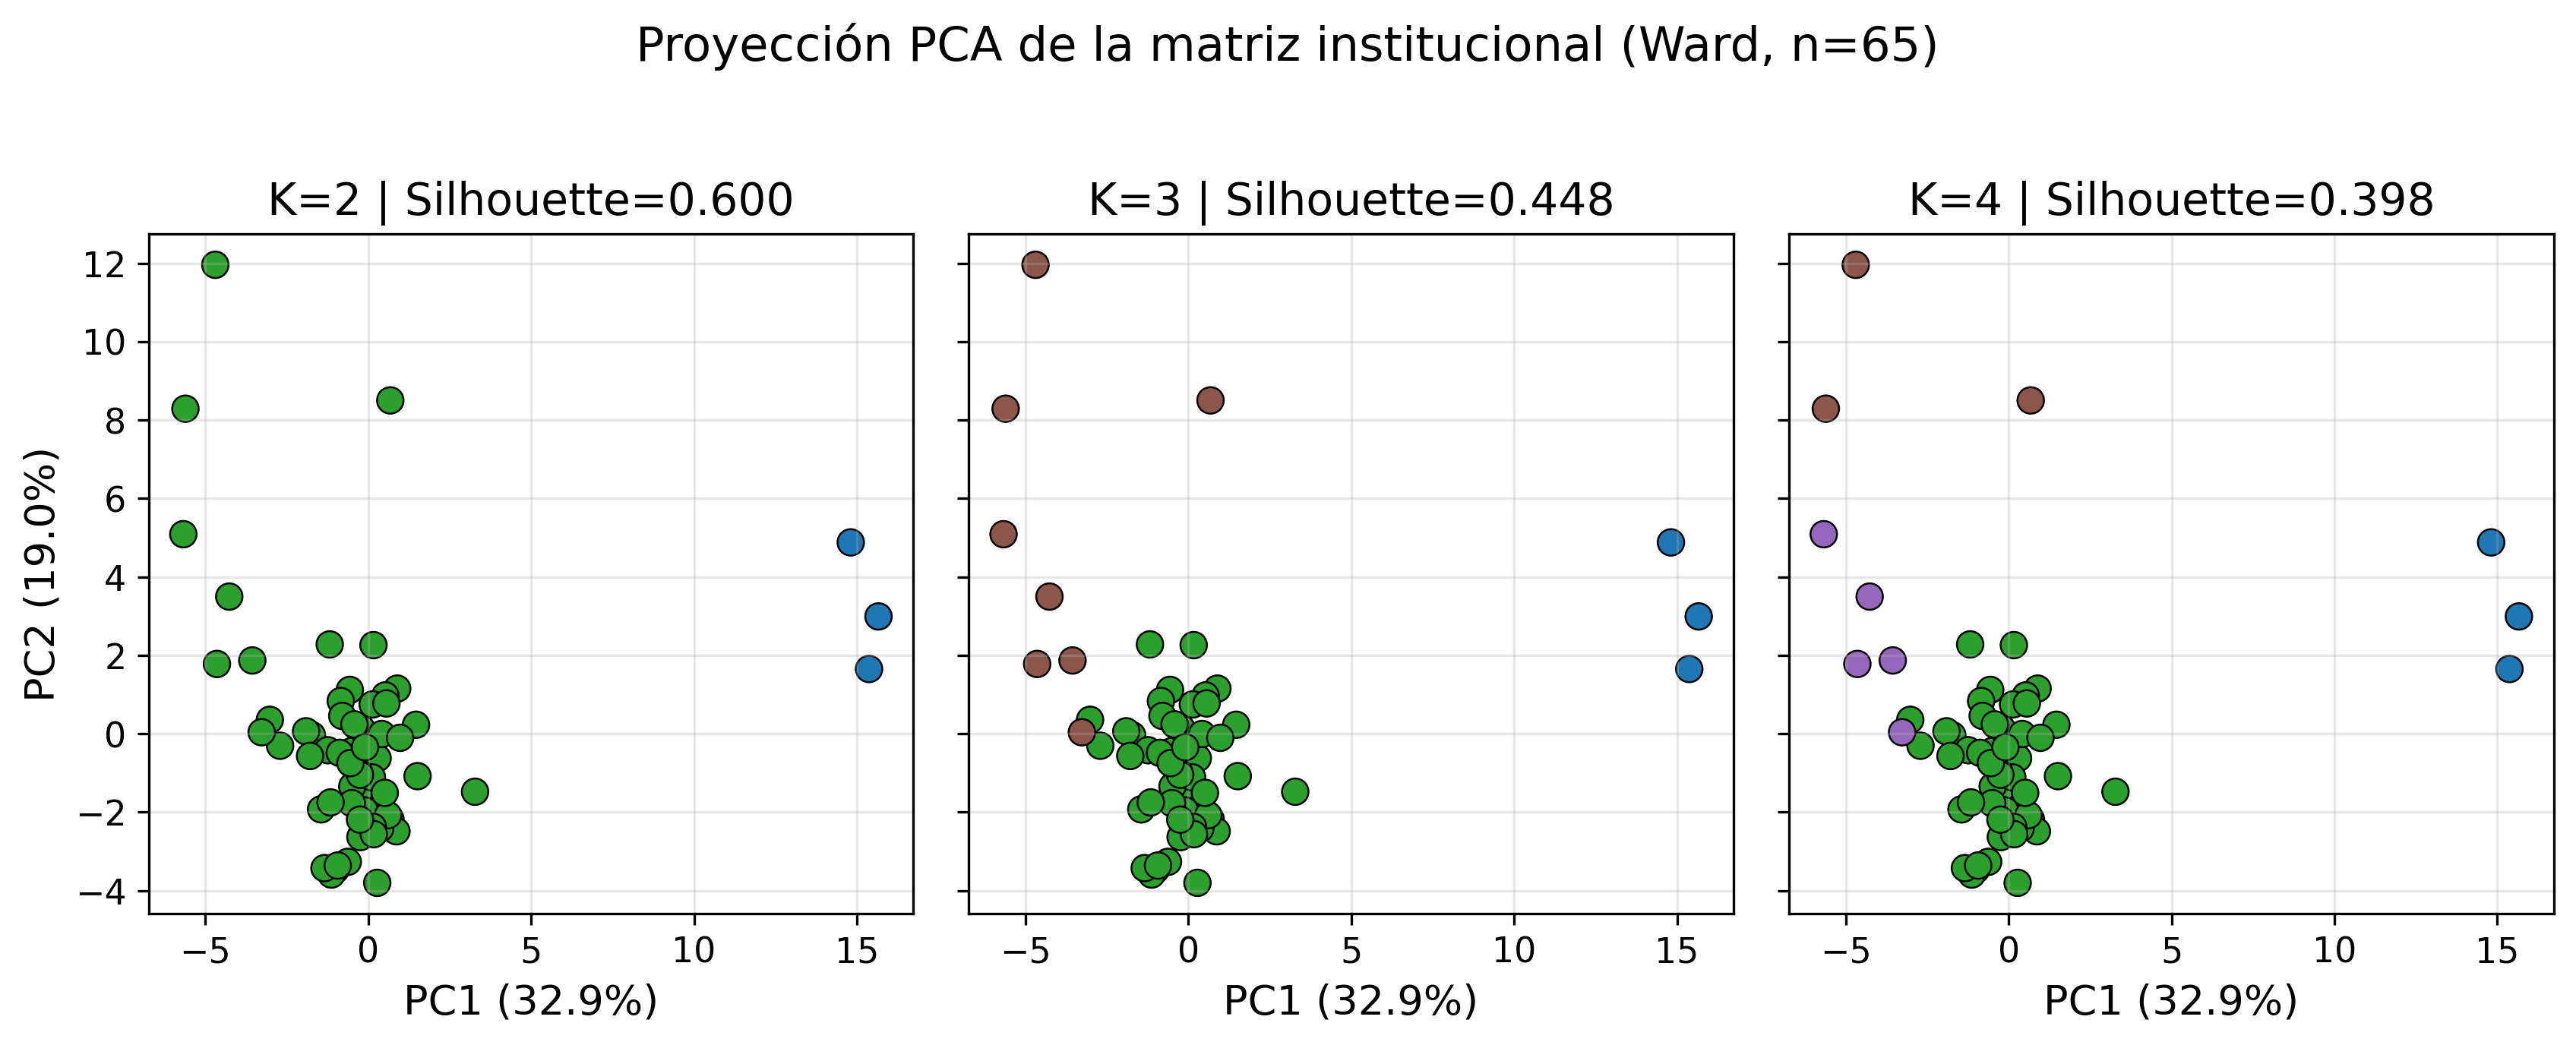 Proyección PCA de la matriz institucional (Ward, n=65)
K=2 | Silhouette=0.600
K=3 | Silhouette=0.448
K=4 | Silhouette=0.398
PC2 (19.0%)
12
10
8
6
4
2
0
−2
−4
−5 0 5 10 15
−5 0 5 10 15
−5 0 5 10 15
PC1 (32.9%)
PC1 (32.9%)
PC1 (32.9%)